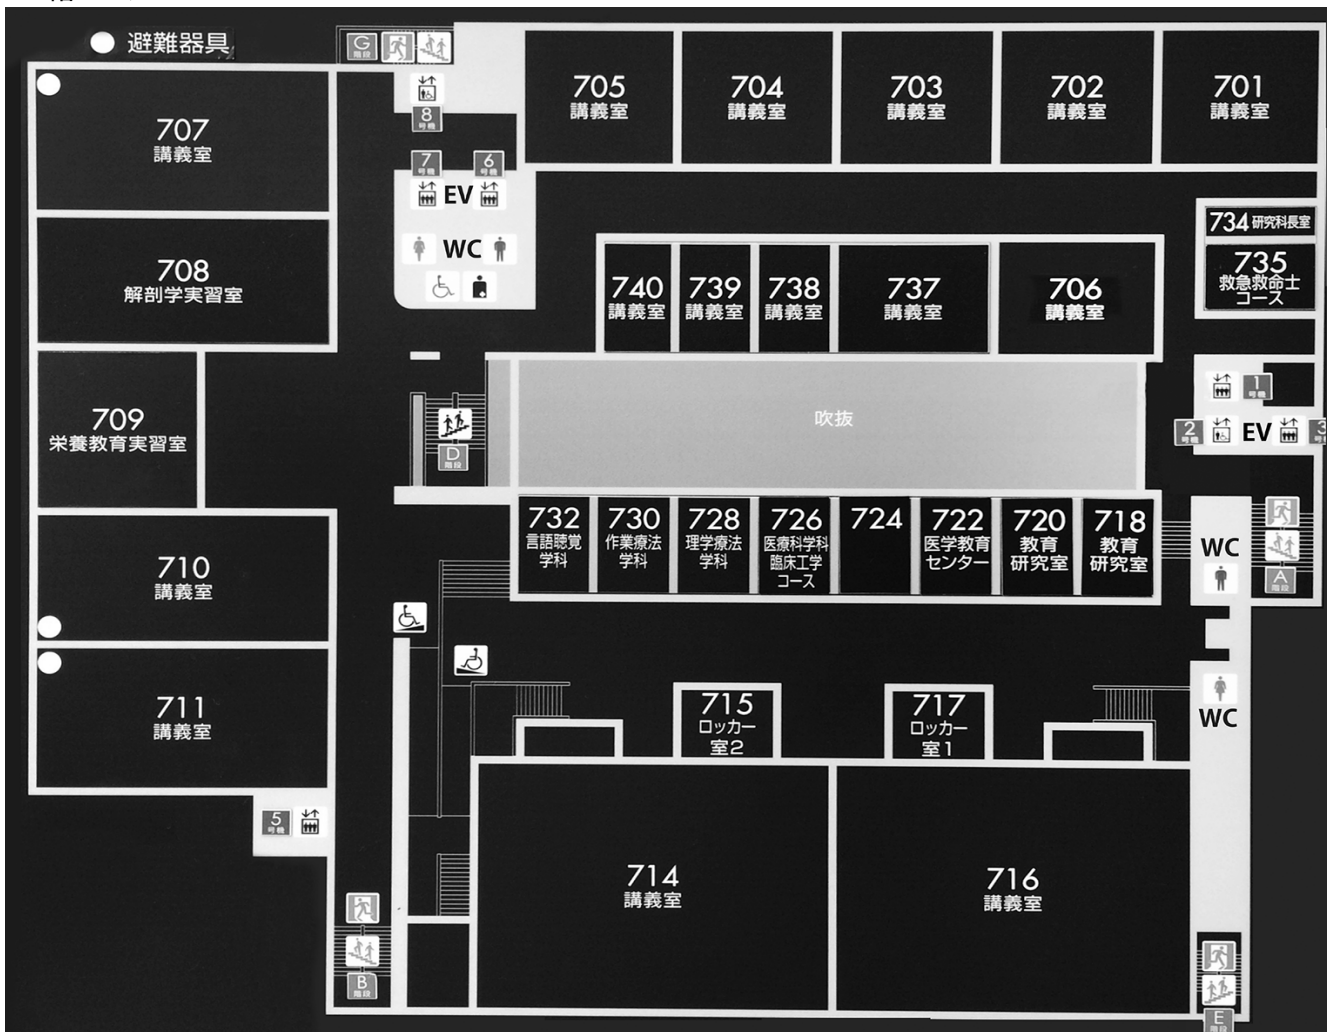 避難器具
G
階段
8
号機
7
号機
6
号機
EV
WC
705
講義室
704
講義室
703
講義室
702
講義室
701
講義室
707
講義室
708
解剖学実習室
709
栄養教育実習室
710
講義室
711
講義室
740
講義室
739
講義室
738
講義室
737
講義室
706
講義室
734 研究科長室
735
救急救命士
コース
1
号機
2
号機
EV
3
吹抜
D
階段
732
言語聴覚
学科
730
作業療法
学科
728
理学療法
学科
726
医療科学科
臨床工学
コース
724
722
医学教育
センター
720
教育
研究室
718
教育
研究室
WC
A
階段
WC
715
ロッカー
室2
717
ロッカー
室1
5
号機
714
講義室
716
講義室
B
階段
E
階段